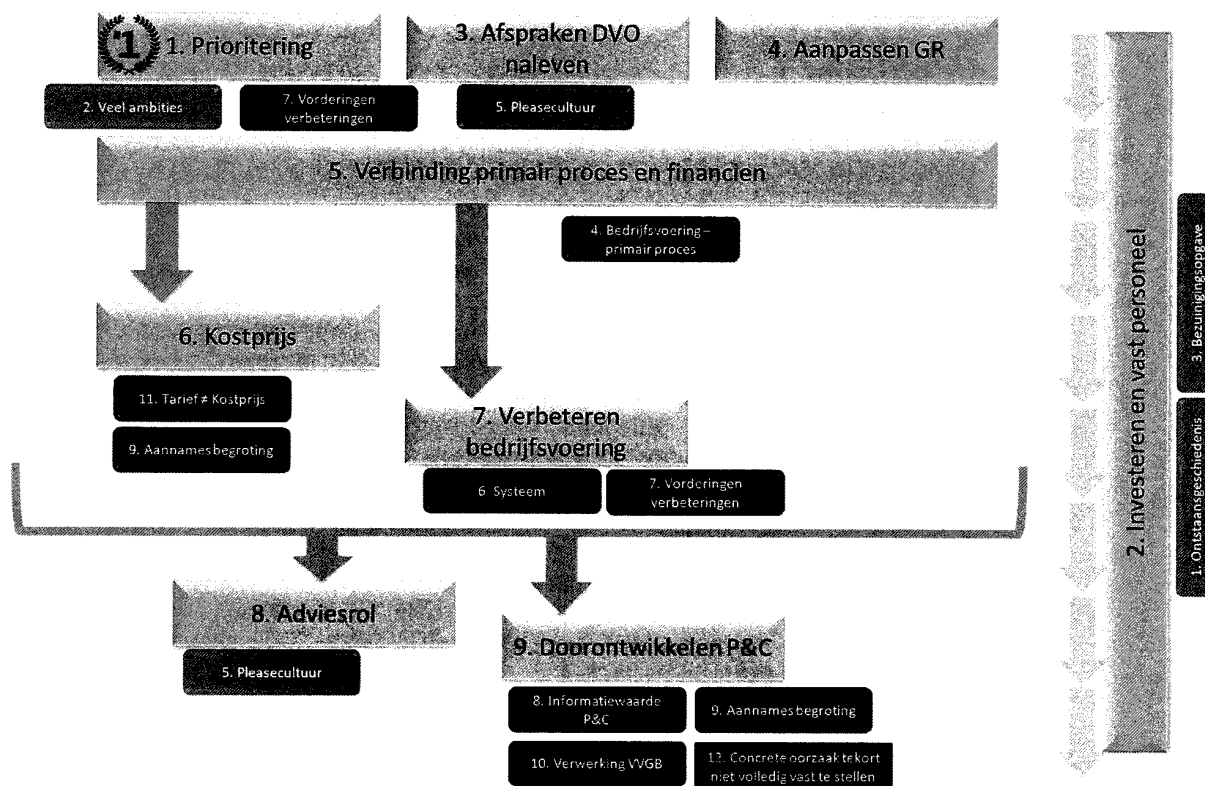 1
1. Prioritering
3. Afspraken DVO
naleven
4. Aanpassen GR
2. Veel ambities
7. Vorderingen
verbeteringen
5. Pleasecultuur
5. Verbinding primair proces en financien
4. Bedrijfsvoering –
primair proces
6. Kostprijs
11. Tarief ≠ Kostprijs
9. Aannames begroting
7. Verbeteren
bedrijfsvoering
6 Systeem
7. Vorderingen
verbeteringen
8. Adviesrol
5. Pleasecultuur
9. Doorontwikkelen P&C
8. Informatiewaarde
P&C
9. Aannames begroting
10. Verwerking VVGB
12. Concrete oorzaak tekort
niet volledig vast te stellen
2. Investeren en vast personeel
3. Bezuinigingsopgave
1. Ontstaansgeschiedenis